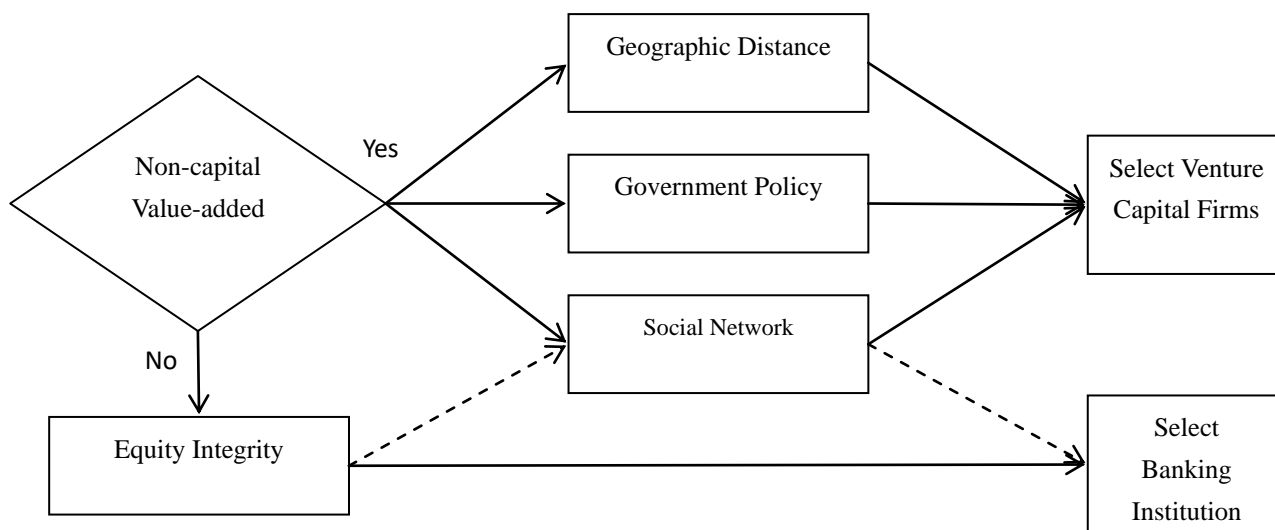 Geographic Distance
Yes
Non-capital
Value-added
Government Policy
Select Venture
Capital Firms
Social Network
No
Equity Integrity
Select
Banking
Institution